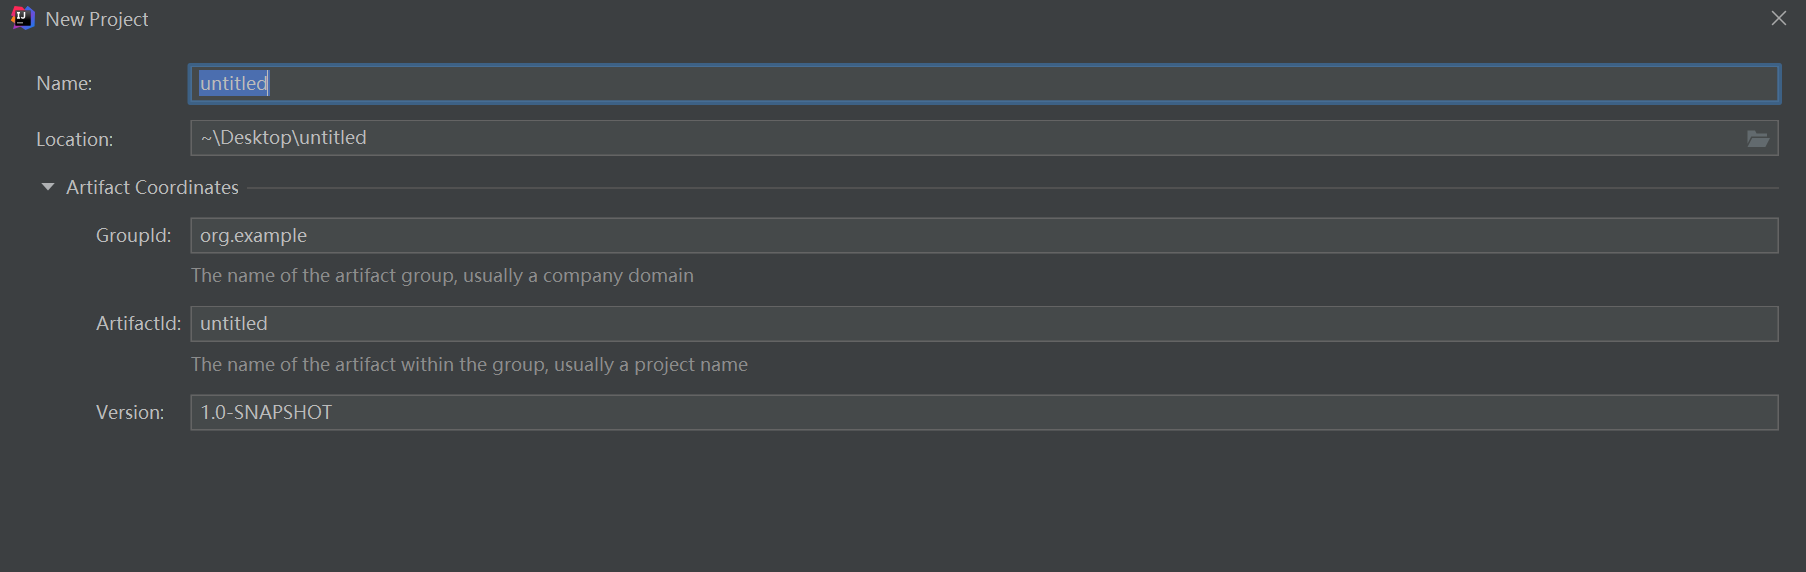 New Project
Name: untitled
Location: ~\Desktop\untitled
Artifact Coordinates
GroupId: org.example
The name of the artifact group, usually a company domain
ArtifactId: untitled
The name of the artifact within the group, usually a project name
Version: 1.0-SNAPSHOT